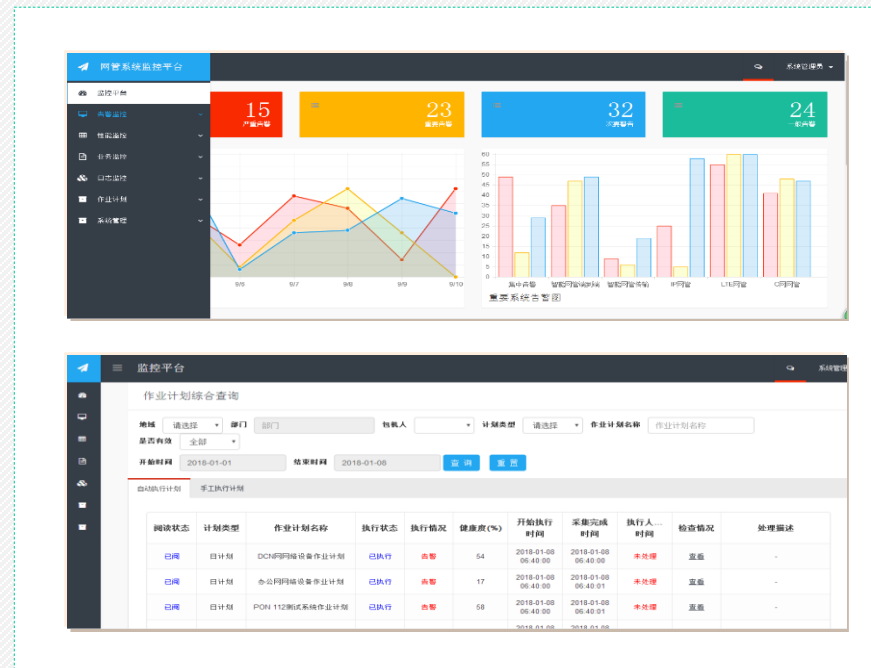 网管系统监控平台
系统管理员
监控平台
告警监控
性能监控
业务监控
日志监控
作业计划
系统管理
15
严重告警
23
重要告警
32
次要告警
24
一般告警
9/6 9/7 9/8 9/9 9/10
60
55
50
45
40
35
30
25
20
15
10
5
0
集中告警 智能网管 智能网管传输 IP网管 LTE网管 C网网管
重要系统告警图
监控平台
系统管理
作业计划综合查询
地域 请选择 部门 部门 包机人 计划类型 请选择 作业计划名称 作业计划名称
是否有效 全部
开始时间 2018-01-01 结束时间 2018-01-08 查询 重置
自动执行计划 手工执行计划
阅读状态 计划类型 作业计划名称 执行状态 执行情况 健康度(%) 开始执行时间 采集完成时间 执行人...时间 检查情况 处理描述
已阅 日计划 DCN网网络设备作业计划 已执行 告警 54 2018-01-08 06:40:00 2018-01-08 06:40:00 未处理 查看 -
已阅 日计划 办公网网络设备作业计划 已执行 告警 17 2018-01-08 06:40:00 2018-01-08 06:40:01 未处理 查看 -
已阅 日计划 PON 112测试系统作业计划 已执行 告警 58 2018-01-08 06:40:00 2018-01-08 06:40:01 未处理 查看 -
2018-01-08 2018-01-08